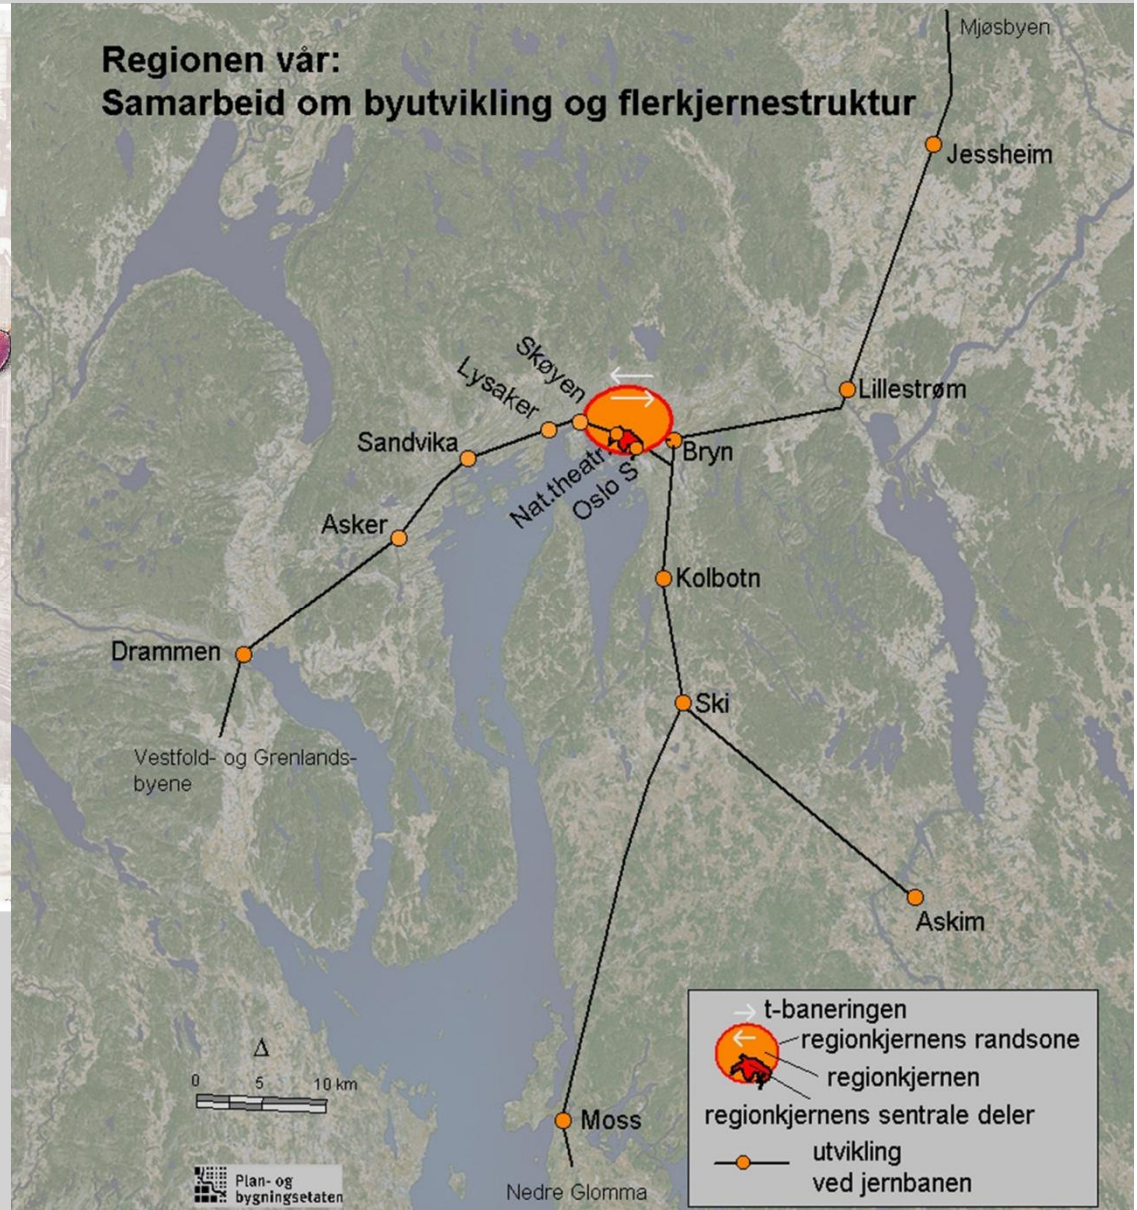 Regionen vår:
Samarbeid om byutvikling og flerkjernestruktur
Mjøsbyen
Jessheim
Skøyen
Lysaker
Lillestrøm
Sandvika
Bryn
Nat.theatr
Oslo S
Asker
Kolbotn
Drammen
Ski
Vestfold- og Grenlands-
byene
Askim
t-baneringen
regionkjernens randsone
regionkjernen
regionkjernens sentrale deler
utvikling
ved jernbanen
Δ
0 5 10 km
Moss
Plan- og
bygningsetaten
Nedre Glomma